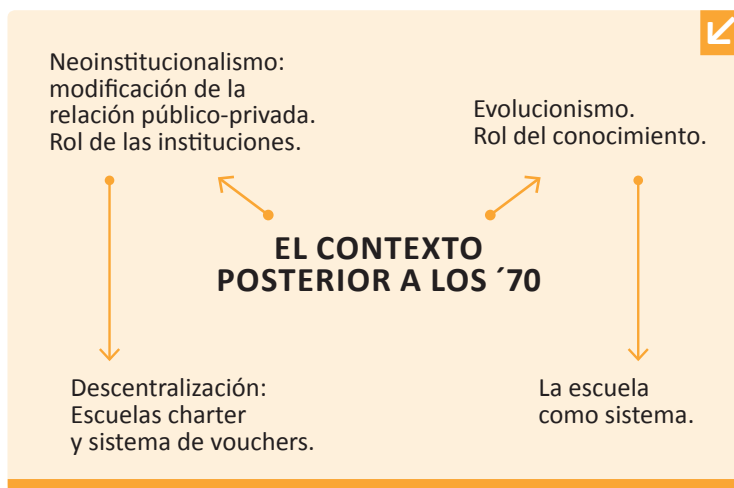 Neoinstitucionalismo:
modificación de la
relación público-privada.
Rol de las instituciones.
Evolucionismo.
Rol del conocimiento.
EL CONTEXTO
POSTERIOR A LOS ´70
Descentralización:
Escuelas charter
y sistema de vouchers.
La escuela
como sistema.